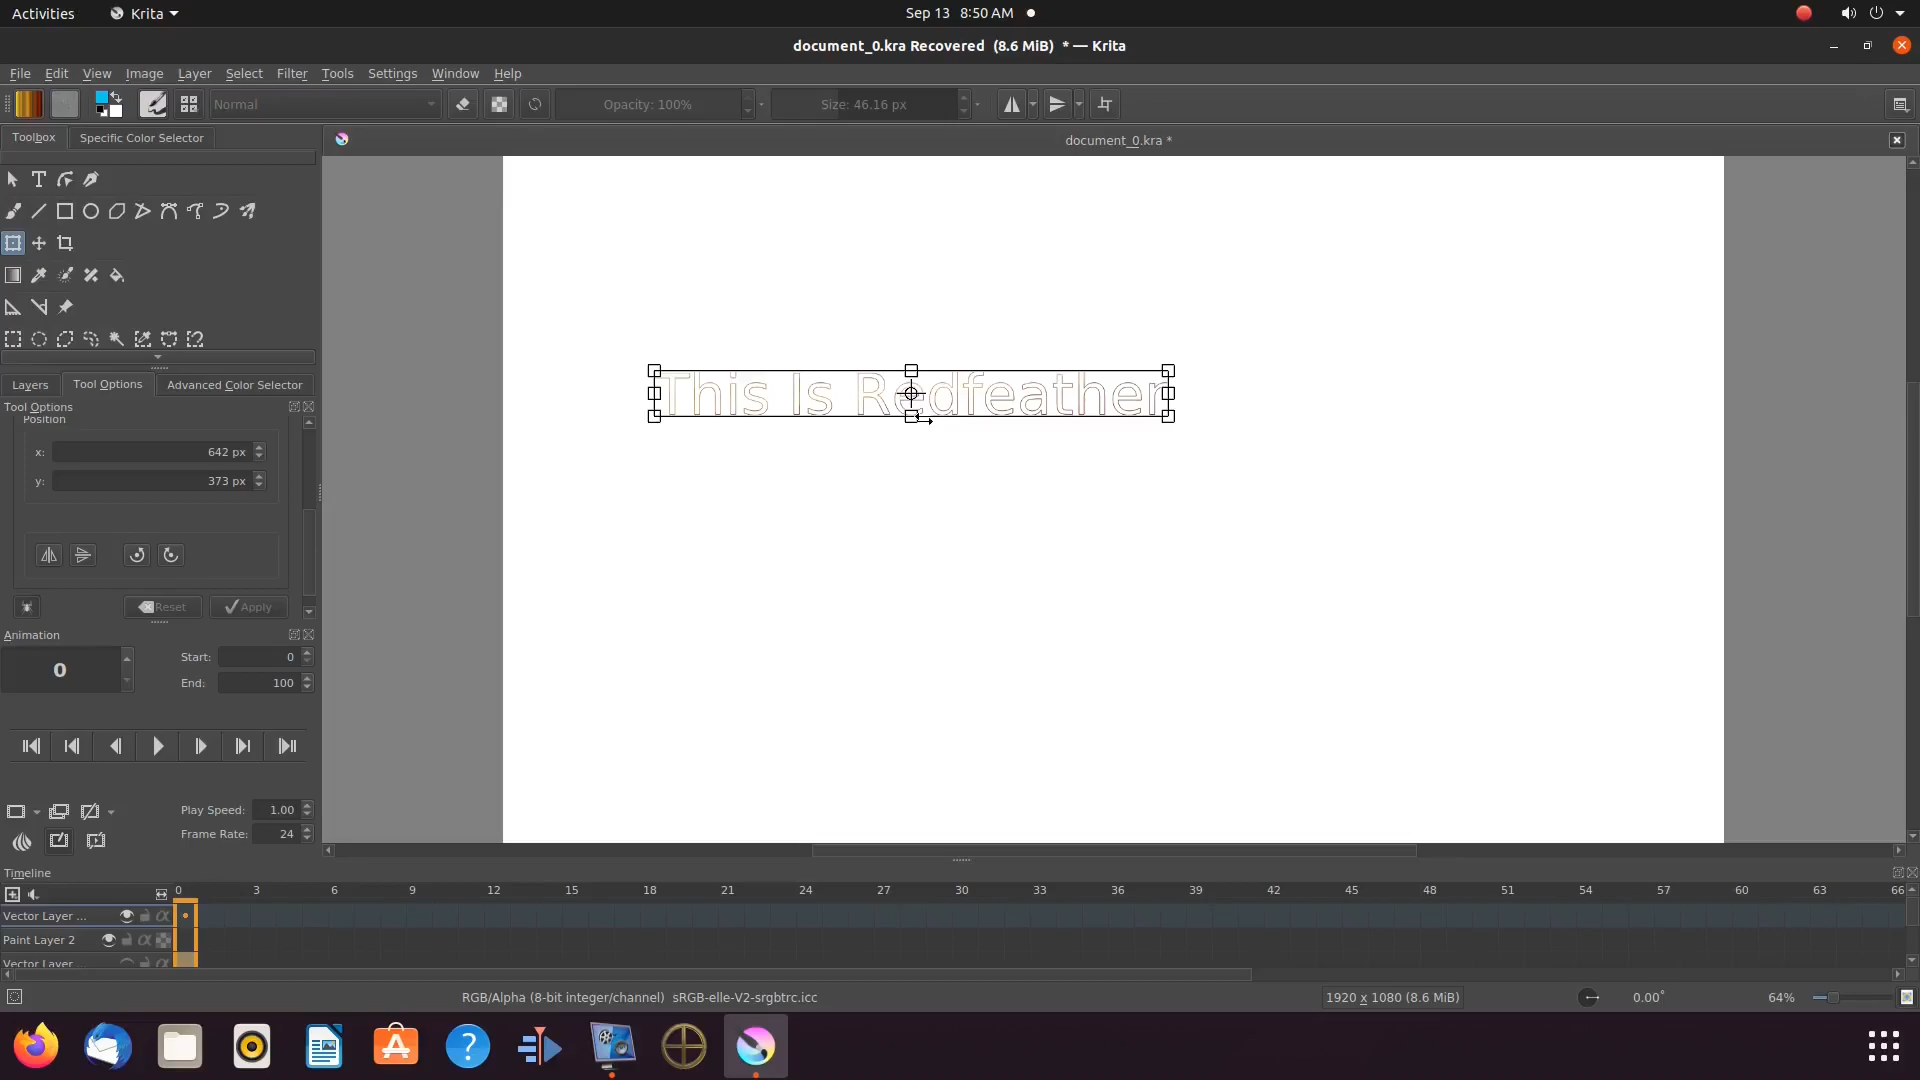 Activities
Krita
Sep 13 8:50 AM
document_0.kra Recovered (8.6 MiB) * — Krita
File Edit View Image Layer Select Filter Tools Settings Window Help
Normal
Opacity: 100%
Size: 46.16 px
Toolbox
Specific Color Selector
document_0.kra *
This Is Redfeather
Layers
Tool Options
Advanced Color Selector
Tool Options
Position
x: 642 px
y: 373 px
Reset
Apply
Animation
0
Start: 0
End: 100
Play Speed: 1.00
Frame Rate: 24
Timeline
0 3 6 9 12 15 18 21 24 27 30 33 36 39 42 45 48 51 54 57 60 63 66
Vector Layer ...
Paint Layer 2
Vector Layer
RGB/Alpha (8-bit integer/channel) sRGB-elle-V2-srgbtrc.icc
1920 x 1080 (8.6 MiB)
0.00°
64%